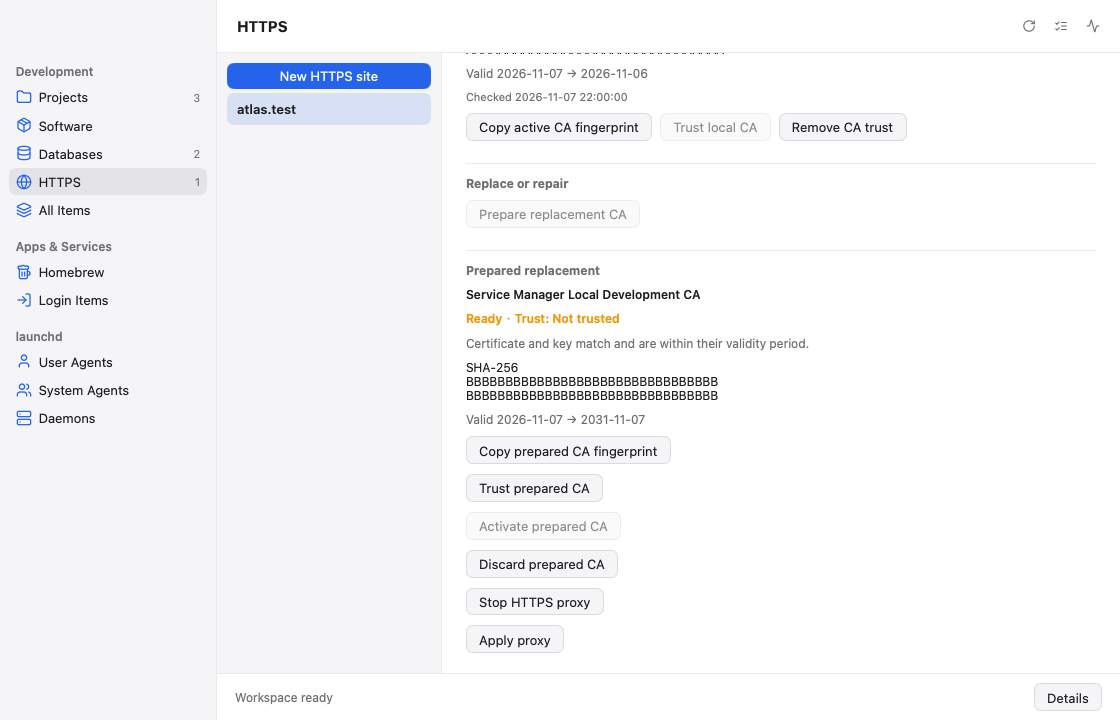 HTTPS
Development
Projects 3
Software
Databases 2
HTTPS 1
All Items
Apps & Services
Homebrew
Login Items
launchd
User Agents
System Agents
Daemons
New HTTPS site
atlas.test
Valid 2026-11-07 → 2026-11-06
Checked 2026-11-07 22:00:00
Copy active CA fingerprint
Trust local CA
Remove CA trust
Replace or repair
Prepare replacement CA
Prepared replacement
Service Manager Local Development CA
Ready · Trust: Not trusted
Certificate and key match and are within their validity period.
SHA-256
BBBBBBBBBBBBBBBBBBBBBBBBBBBBBBBB
BBBBBBBBBBBBBBBBBBBBBBBBBBBBBBBB
Valid 2026-11-07 → 2031-11-07
Copy prepared CA fingerprint
Trust prepared CA
Activate prepared CA
Discard prepared CA
Stop HTTPS proxy
Apply proxy
Workspace ready
Details